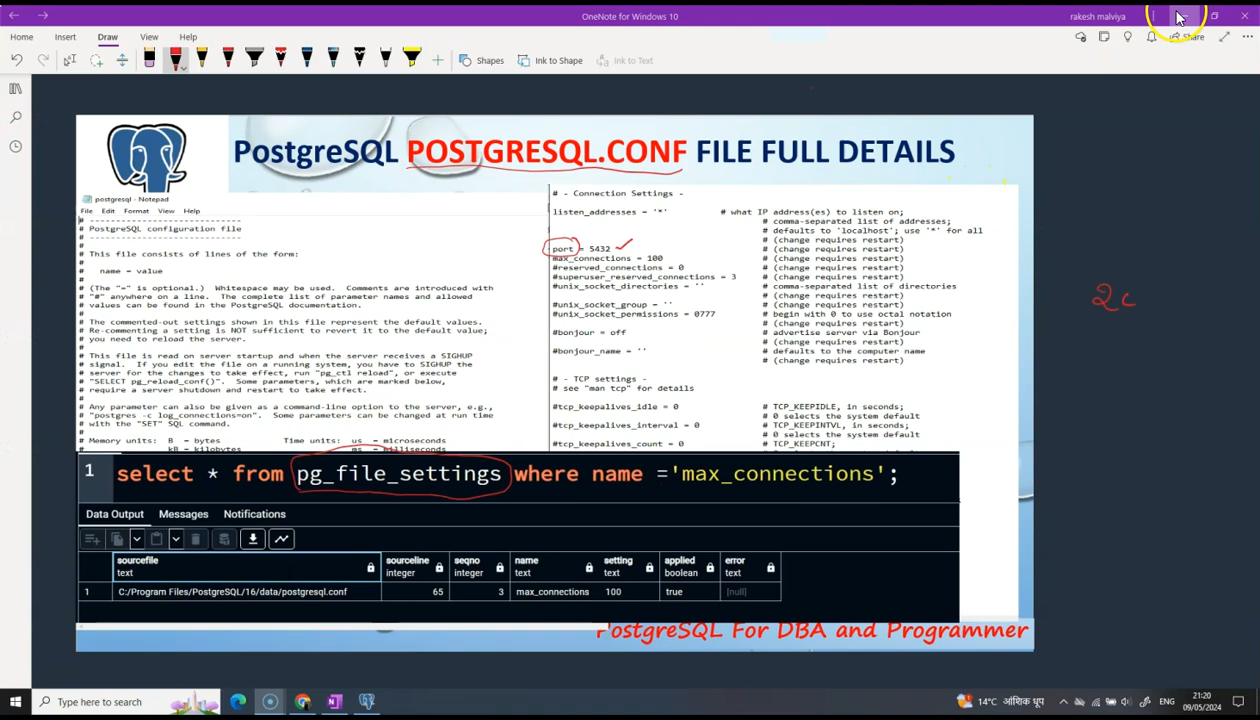 OneNote for Windows 10
rakesh malviya
Home Insert Draw View Help
Share
Shapes
Ink to Shape
Ink to Text
PostgreSQL POSTGRESQL.CONF FILE FULL DETAILS
postgresql - Notepad
File Edit Format View Help
# -----------------------------
# PostgreSQL configuration file
# -----------------------------
#
# This file consists of lines of the form:
#
#   name = value
#
# (The "=" is optional.)  Whitespace may be used.  Comments are introduced with
# "#" anywhere on a line.  The complete list of parameter names and allowed
# values can be found in the PostgreSQL documentation.
#
# The commented-out settings shown in this file represent the default values.
# Re-commenting a setting is NOT sufficient to revert it to the default value;
# you need to reload the server.
#
# This file is read on server startup and when the server receives a SIGHUP
# signal.  If you edit the file on a running system, you have to SIGHUP the
# server for the changes to take effect, run "pg_ctl reload", or execute
# "SELECT pg_reload_conf()".  Some parameters, which are marked below,
# require a server shutdown and restart to take effect.
#
# Any parameter can also be given as a command-line option to the server, e.g.,
# "postgres -c log_connections=on".  Some parameters can be changed at run time
# with the "SET" SQL command.
#
# Memory units:  B  = bytes            Time units:  us  = microseconds
#                kB = kilobytes                     ms  = milliseconds
# - Connection Settings -
listen_addresses = '*' # what IP address(es) to listen on;
# comma-separated list of addresses;
# defaults to 'localhost'; use '*' for all
# (change requires restart)
port = 5432 # (change requires restart)
max_connections = 100 # (change requires restart)
#reserved_connections = 0 # (change requires restart)
#superuser_reserved_connections = 3 # (change requires restart)
#unix_socket_directories = '' # comma-separated list of directories
# (change requires restart)
#unix_socket_group = '' # (change requires restart)
#unix_socket_permissions = 0777 # begin with 0 to use octal notation
# (change requires restart)
#bonjour = off # advertise server via Bonjour
# (change requires restart)
#bonjour_name = '' # defaults to the computer name
# (change requires restart)
# - TCP settings -
# see "man tcp" for details
#tcp_keepalives_idle = 0 # TCP_KEEPIDLE, in seconds;
# 0 selects the system default
#tcp_keepalives_interval = 0 # TCP_KEEPINTVL, in seconds;
# 0 selects the system default
#tcp_keepalives_count = 0 # TCP_KEEPCNT;
1 select * from pg_file_settings where name ='max_connections';
Data Output Messages Notifications
sourcefile sourceline seqno name setting applied error
text integer integer text text boolean text
1 C:/Program Files/PostgreSQL/16/data/postgresql.conf 65 3 max_connections 100 true [null]
PostgreSQL For DBA and Programmer
Type here to search
14°C आंशिक धूप
ENG
21:20
09/05/2024